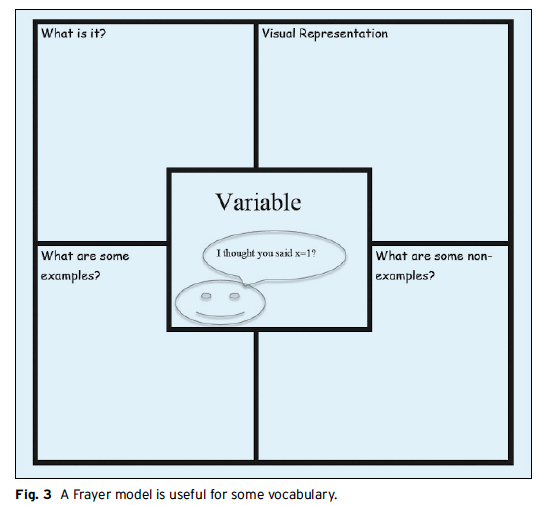 What is it?
Visual Representation
Variable
I thought you said x=1?
What are some
examples?
What are some non-
examples?
Fig. 3 A Frayer model is useful for some vocabulary.